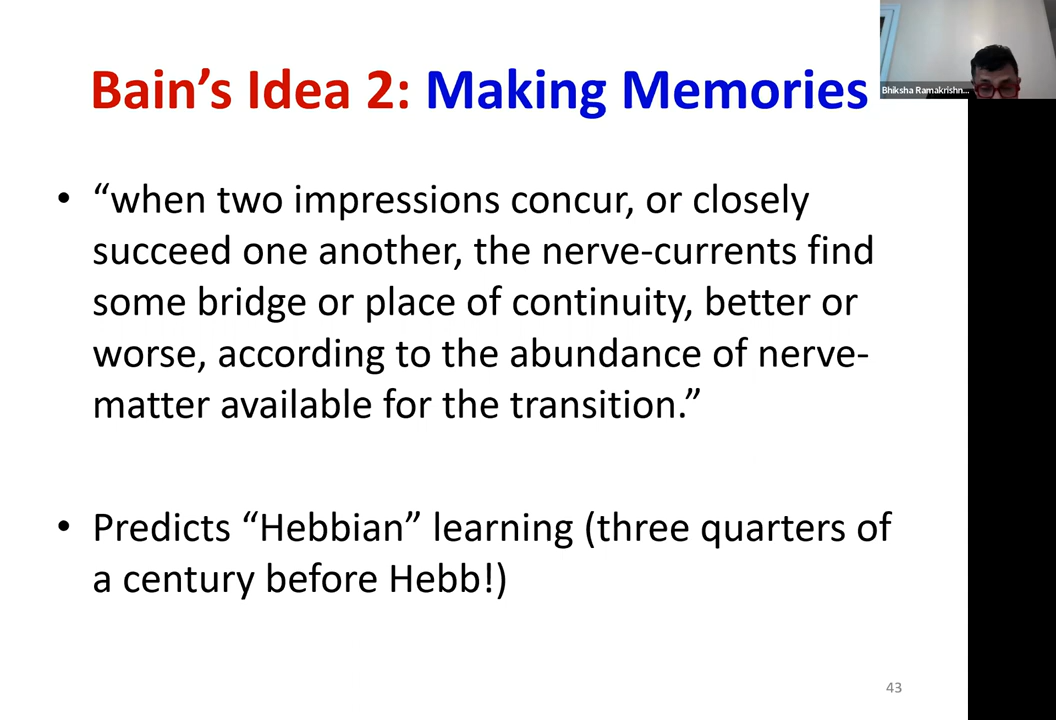 Bain’s Idea 2: Making Memories
Bhiksha Ramakrishn...
• “when two impressions concur, or closely
succeed one another, the nerve-currents find
some bridge or place of continuity, better or
worse, according to the abundance of nerve-
matter available for the transition.”
• Predicts “Hebbian” learning (three quarters of
a century before Hebb!)
43